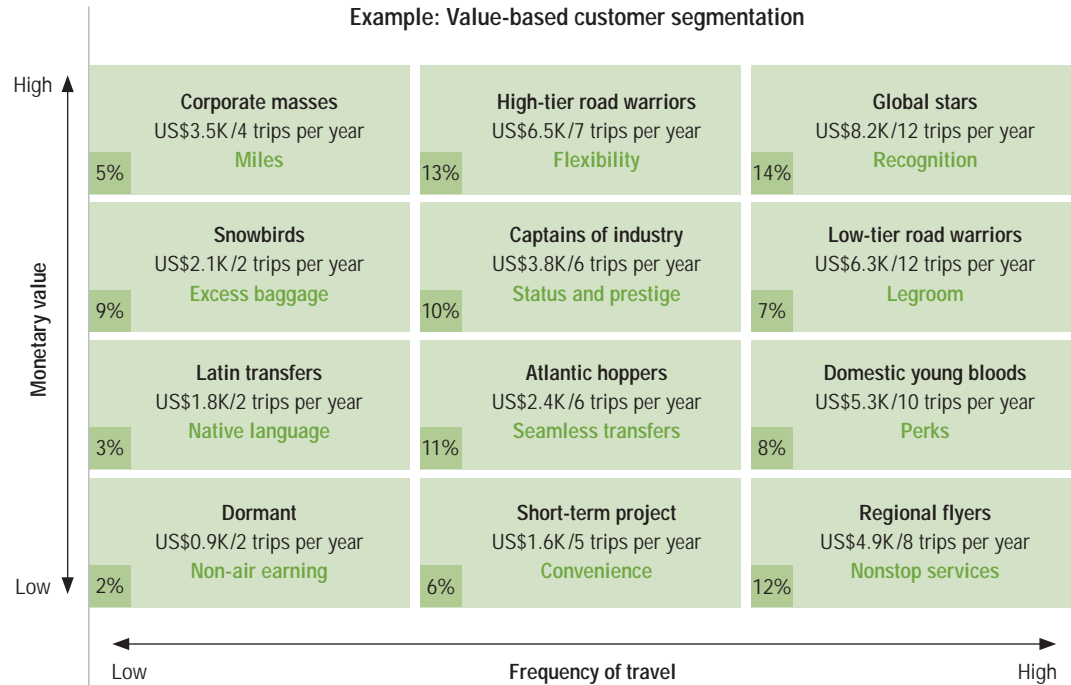 Example: Value-based customer segmentation
High
Monetary value
Low
Corporate masses
US$3.5K/4 trips per year
Miles
5%
High-tier road warriors
US$6.5K/7 trips per year
Flexibility
13%
Global stars
US$8.2K/12 trips per year
Recognition
14%
Snowbirds
US$2.1K/2 trips per year
Excess baggage
9%
Captains of industry
US$3.8K/6 trips per year
Status and prestige
10%
Low-tier road warriors
US$6.3K/12 trips per year
Legroom
7%
Latin transfers
US$1.8K/2 trips per year
Native language
3%
Atlantic hoppers
US$2.4K/6 trips per year
Seamless transfers
11%
Domestic young bloods
US$5.3K/10 trips per year
Perks
8%
Dormant
US$0.9K/2 trips per year
Non-air earning
2%
Short-term project
US$1.6K/5 trips per year
Convenience
6%
Regional flyers
US$4.9K/8 trips per year
Nonstop services
12%
Low
Frequency of travel
High